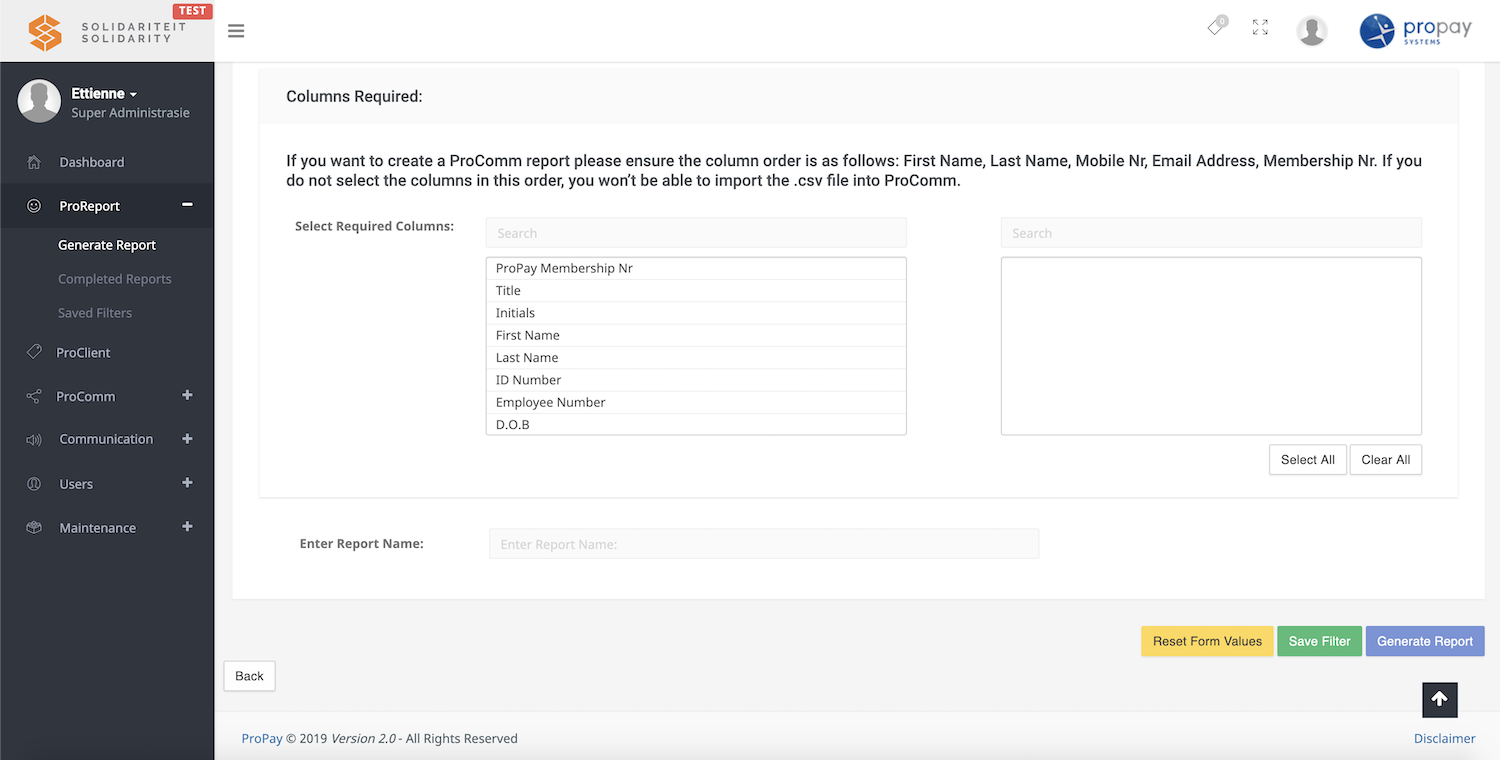 TEST
SOLIDARITEIT
SOLIDARITY
0
propay
SYSTEMS
Ettienne
Super Administrasie
Dashboard
ProReport
Generate Report
Completed Reports
Saved Filters
ProClient
ProComm
Communication
Users
Maintenance
Columns Required:
If you want to create a ProComm report please ensure the column order is as follows: First Name, Last Name, Mobile Nr, Email Address, Membership Nr. If you
do not select the columns in this order, you won’t be able to import the .csv file into ProComm.
Select Required Columns:
Search
Search
ProPay Membership Nr
Title
Initials
First Name
Last Name
ID Number
Employee Number
D.O.B
Select All
Clear All
Enter Report Name:
Enter Report Name:
Reset Form Values
Save Filter
Generate Report
Back
ProPay © 2019 Version 2.0 - All Rights Reserved
Disclaimer